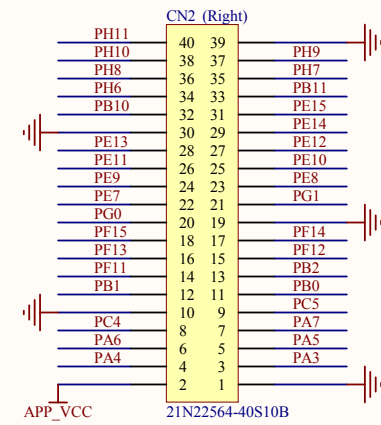 CN2 (Right)
PH11 40 39
PH10 38 37 PH9
PH8 36 35 PH7
PH6 34 33 PB11
PB10 32 31 PE15
30 29 PE14
PE13 28 27 PE12
PE11 26 25 PE10
PE9 24 23 PE8
PE7 22 21 PG1
PG0 20 19
PF15 18 17 PF14
PF13 16 15 PF12
PF11 14 13 PB2
PB1 12 11 PB0
10 9 PC5
PC4 8 7 PA7
PA6 6 5 PA5
PA4 4 3 PA3
2 1
APP_VCC 21N22564-40S10B